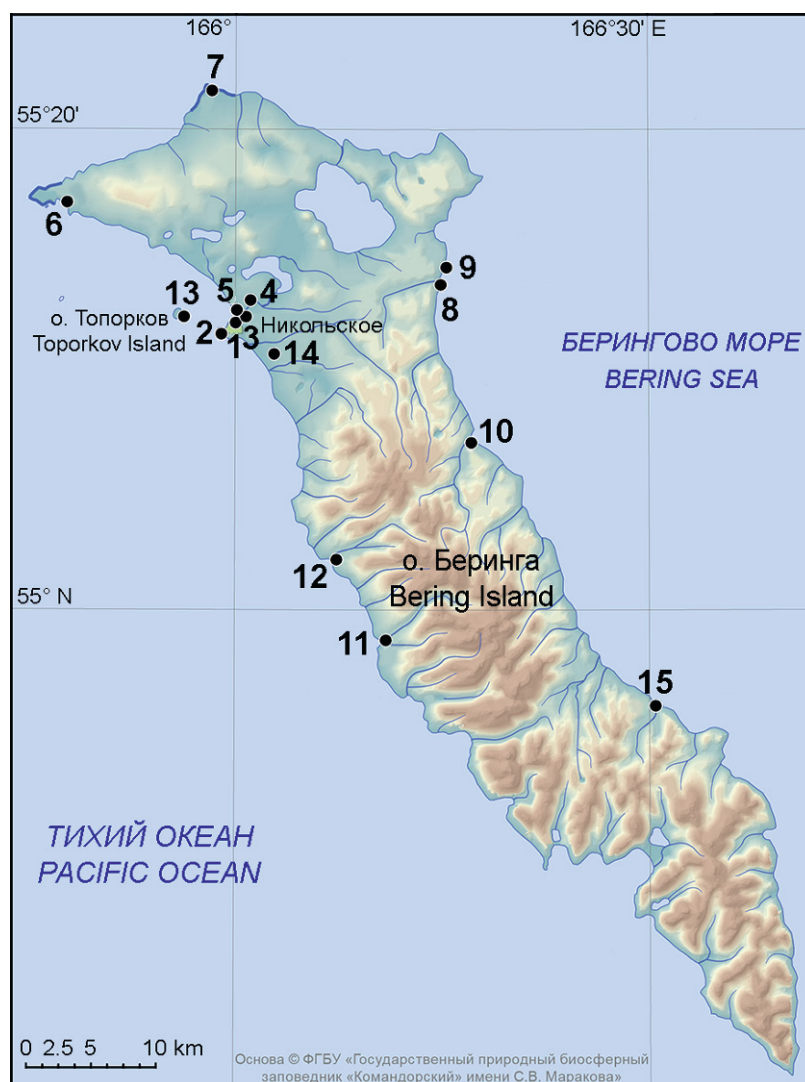 166°
166°30' E
7
55°20'
6
9
13
5
4
8
о. Топорков
Никольское
Toporkov Island
2
1
3
14
БЕРИНГОВО МОРЕ
BERING SEA
10
о. Беринга
Bering Island
12
55° N
11
15
ТИХИЙ ОКЕАН
PACIFIC OCEAN
0 2.5 5 10 km
Основа © ФГБУ «Государственный природный биосферный
заповедник «Командорский» имени С.В. Маракова»